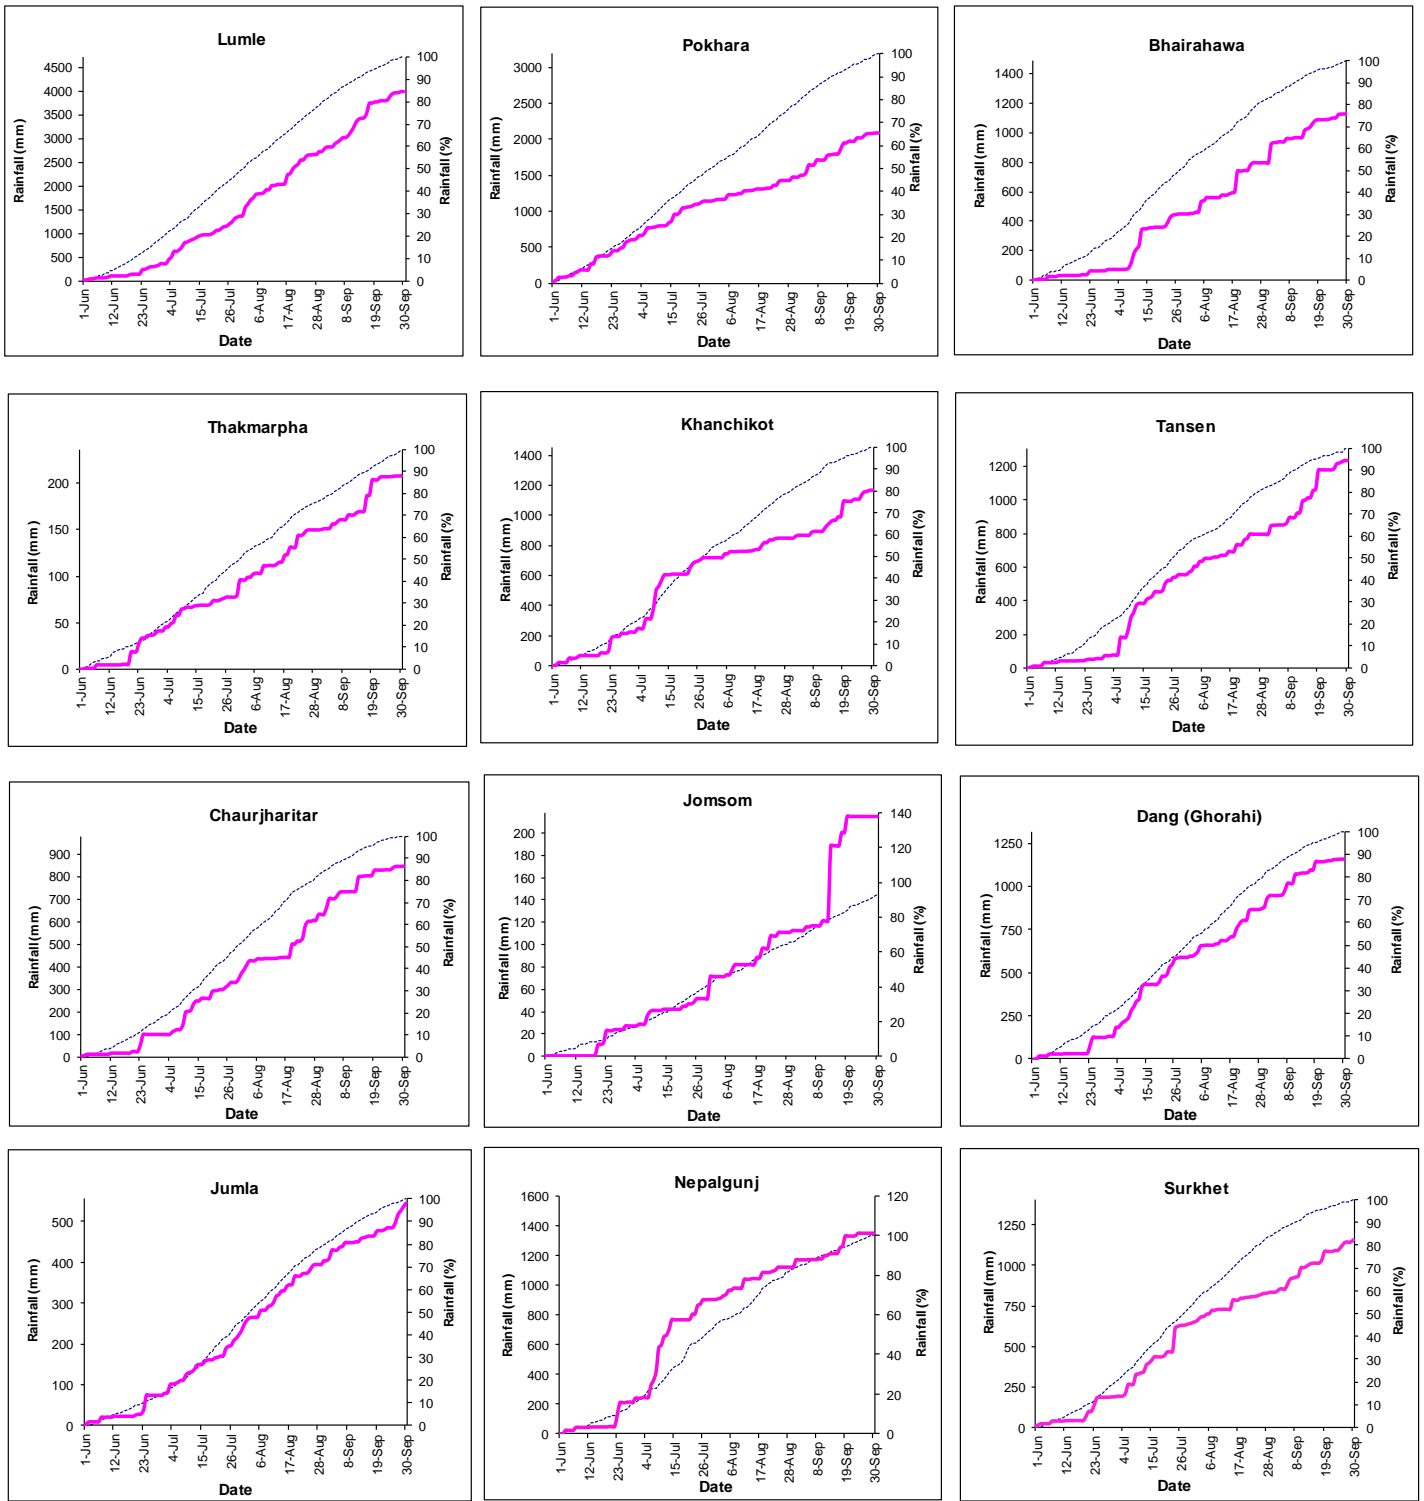 Lumle
Rainfall (mm)
4500 4000 3500 3000 2500 2000 1500 1000 500 0
100 90 80 70 60 50 40 30 20 10 0
Rainfall (%)
1-Jun 12-Jun 23-Jun 4-Jul 15-Jul 26-Jul 6-Aug 17-Aug 28-Aug 8-Sep 19-Sep 30-Sep
Date
Pokhara
Rainfall (mm)
3000 2500 2000 1500 1000 500 0
100 90 80 70 60 50 40 30 20 10 0
Rainfall (%)
1-Jun 12-Jun 23-Jun 4-Jul 15-Jul 26-Jul 6-Aug 17-Aug 28-Aug 8-Sep 19-Sep 30-Sep
Date
Bhairahawa
Rainfall (mm)
1400 1200 1000 800 600 400 200 0
100 90 80 70 60 50 40 30 20 10 0
Rainfall (%)
1-Jun 12-Jun 23-Jun 4-Jul 15-Jul 26-Jul 6-Aug 17-Aug 28-Aug 8-Sep 19-Sep 30-Sep
Date
Thakmarpha
Rainfall (mm)
200 150 100 50 0
100 90 80 70 60 50 40 30 20 10 0
Rainfall (%)
1-Jun 12-Jun 23-Jun 4-Jul 15-Jul 26-Jul 6-Aug 17-Aug 28-Aug 8-Sep 19-Sep 30-Sep
Date
Khanchikot
Rainfall (mm)
1400 1200 1000 800 600 400 200 0
100 90 80 70 60 50 40 30 20 10 0
Rainfall (%)
1-Jun 12-Jun 23-Jun 4-Jul 15-Jul 26-Jul 6-Aug 17-Aug 28-Aug 8-Sep 19-Sep 30-Sep
Date
Tansen
Rainfall (mm)
1200 1000 800 600 400 200 0
100 90 80 70 60 50 40 30 20 10 0
Rainfall (%)
1-Jun 12-Jun 23-Jun 4-Jul 15-Jul 26-Jul 6-Aug 17-Aug 28-Aug 8-Sep 19-Sep 30-Sep
Date
Chaurjharitar
Rainfall (mm)
900 800 700 600 500 400 300 200 100 0
100 90 80 70 60 50 40 30 20 10 0
Rainfall (%)
1-Jun 12-Jun 23-Jun 4-Jul 15-Jul 26-Jul 6-Aug 17-Aug 28-Aug 8-Sep 19-Sep 30-Sep
Date
Jomsom
Rainfall (mm)
200 180 160 140 120 100 80 60 40 20 0
140 120 100 80 60 40 20 0
Rainfall (%)
1-Jun 12-Jun 23-Jun 4-Jul 15-Jul 26-Jul 6-Aug 17-Aug 28-Aug 8-Sep 19-Sep 30-Sep
Date
Dang (Ghorahi)
Rainfall (mm)
1250 1000 750 500 250 0
100 90 80 70 60 50 40 30 20 10 0
Rainfall (%)
1-Jun 12-Jun 23-Jun 4-Jul 15-Jul 26-Jul 6-Aug 17-Aug 28-Aug 8-Sep 19-Sep 30-Sep
Date
Jumla
Rainfall (mm)
500 400 300 200 100 0
100 90 80 70 60 50 40 30 20 10 0
Rainfall (%)
1-Jun 12-Jun 23-Jun 4-Jul 15-Jul 26-Jul 6-Aug 17-Aug 28-Aug 8-Sep 19-Sep 30-Sep
Date
Nepalgunj
Rainfall (mm)
1600 1400 1200 1000 800 600 400 200 0
120 100 80 60 40 20 0
Rainfall (%)
1-Jun 12-Jun 23-Jun 4-Jul 15-Jul 26-Jul 6-Aug 17-Aug 28-Aug 8-Sep 19-Sep 30-Sep
Date
Surkhet
Rainfall (mm)
1250 1000 750 500 250 0
100 90 80 70 60 50 40 30 20 10 0
Rainfall (%)
1-Jun 12-Jun 23-Jun 4-Jul 15-Jul 26-Jul 6-Aug 17-Aug 28-Aug 8-Sep 19-Sep 30-Sep
Date